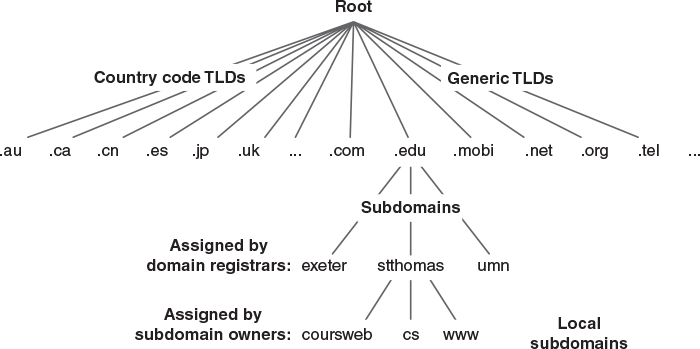 Root
Country code TLDs
Generic TLDs
.au .ca .cn .es .jp .uk ... .com .edu .mobi .net .org .tel ...
Subdomains
Assigned by
domain registrars: exeter stthomas umn
Assigned by
subdomain owners: coursweb cs www
Local
subdomains